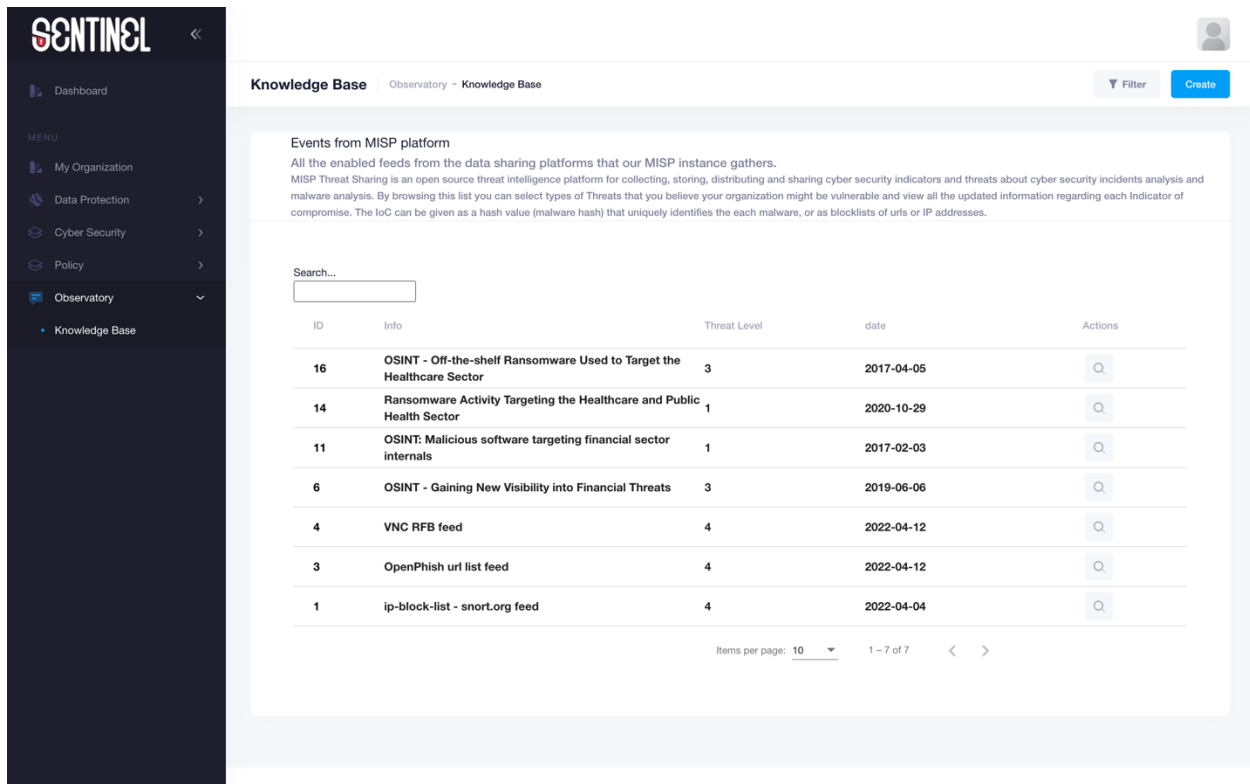 SENTINEL
Dashboard
MENU
My Organization
Data Protection
Cyber Security
Policy
Observatory
Knowledge Base
Knowledge Base Observatory - Knowledge Base Filter Create
Events from MISP platform
All the enabled feeds from the data sharing platforms that our MISP instance gathers.
MISP Threat Sharing is an open source threat intelligence platform for collecting, storing, distributing and sharing cyber security indicators and threats about cyber security incidents analysis and
malware analysis. By browsing this list you can select types of Threats that you believe your organization might be vulnerable and view all the updated information regarding each Indicator of
compromise. The IoC can be given as a hash value (malware hash) that uniquely identifies the each malware, or as blocklists of urls or IP addresses.
Search...
ID Info Threat Level date Actions
16 OSINT - Off-the-shelf Ransomware Used to Target the
Healthcare Sector 3 2017-04-05
14 Ransomware Activity Targeting the Healthcare and Public
Health Sector 1 2020-10-29
11 OSINT: Malicious software targeting financial sector
internals 1 2017-02-03
6 OSINT - Gaining New Visibility into Financial Threats 3 2019-06-06
4 VNC RFB feed 4 2022-04-12
3 OpenPhish url list feed 4 2022-04-12
1 ip-block-list - snort.org feed 4 2022-04-04
Items per page: 10 1 – 7 of 7